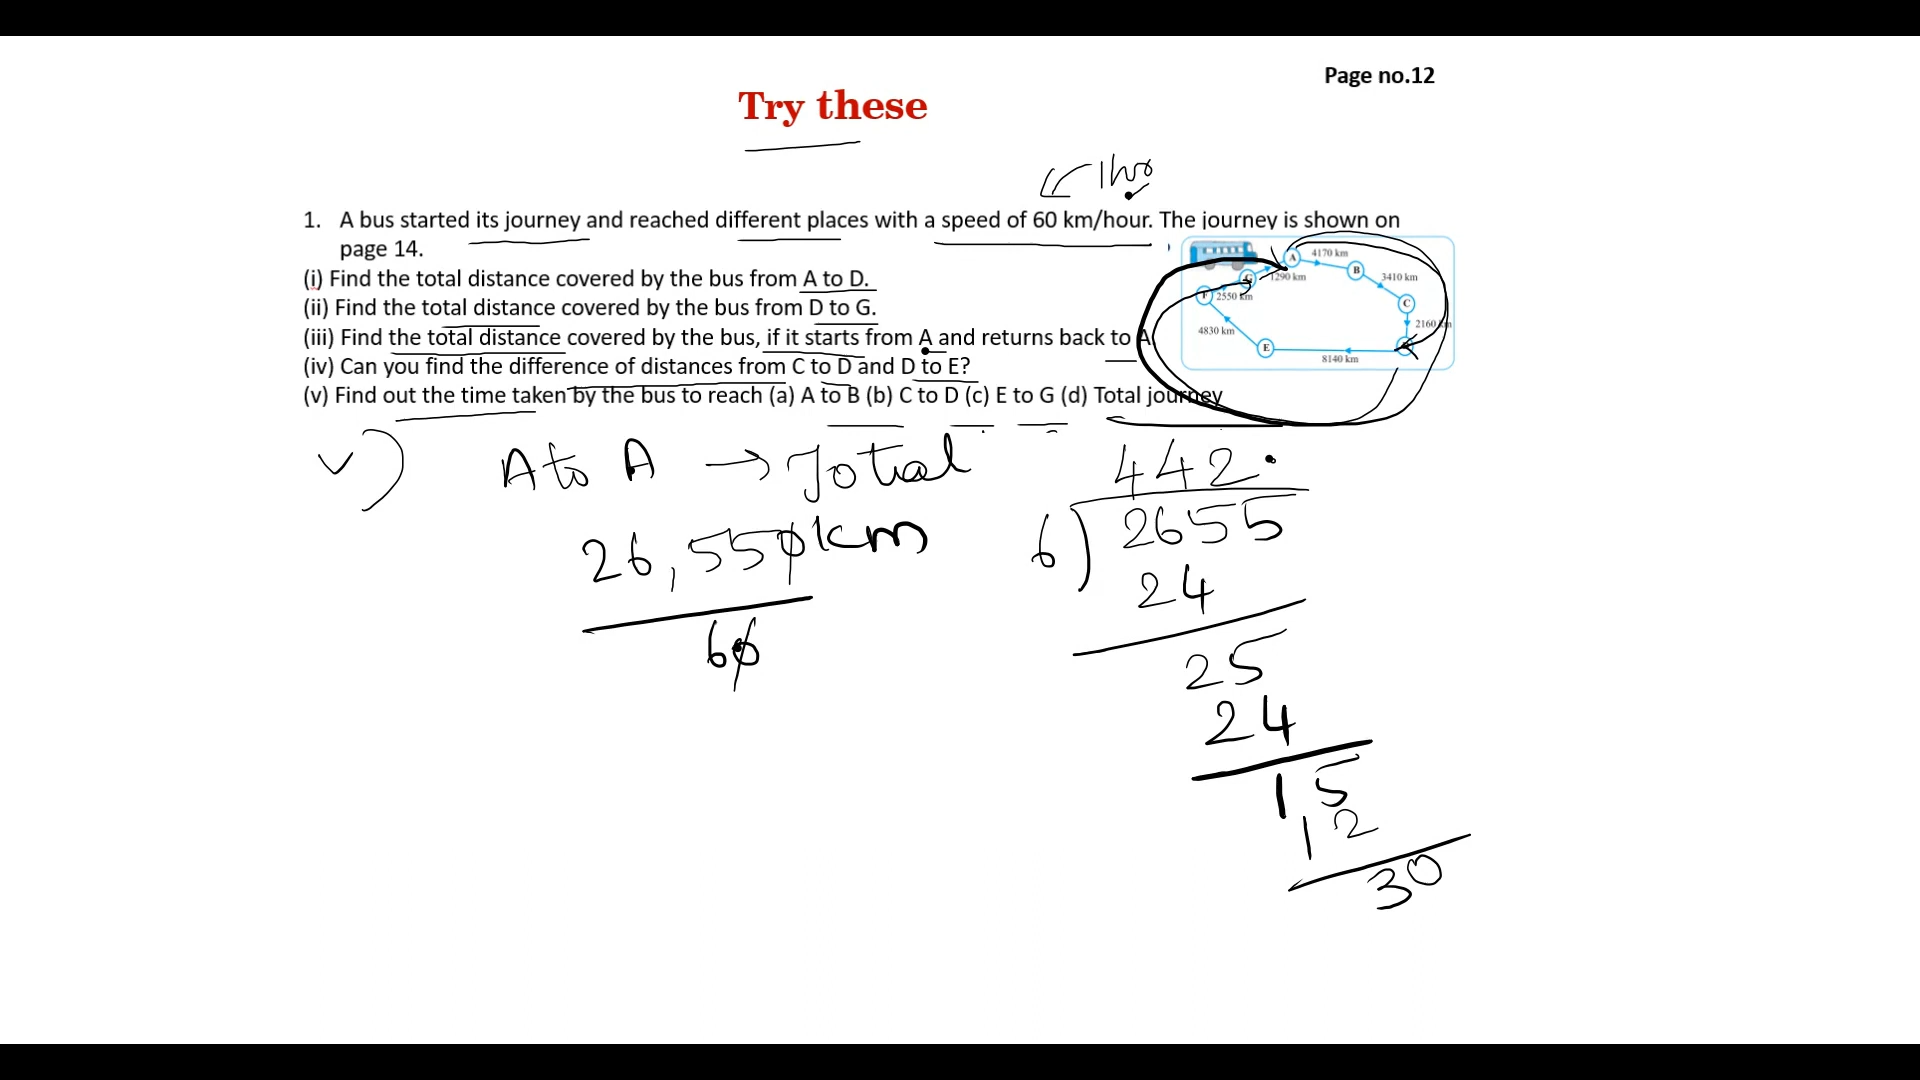 Page no.12
Try these
1hr
1. A bus started its journey and reached different places with a speed of 60 km/hour. The journey is shown on
page 14.
(i) Find the total distance covered by the bus from A to D.
(ii) Find the total distance covered by the bus from D to G.
(iii) Find the total distance covered by the bus, if it starts from A and returns back to A
(iv) Can you find the difference of distances from C to D and D to E?
(v) Find out the time taken by the bus to reach (a) A to B (b) C to D (c) E to G (d) Total journey
A 4170 km
B 3410 km
G 1290 km
F 2550 km
C
2160 km
4830 km
E
8140 km
v) A to A → Total
26,550 km
60
442.
6) 2655
24
25
24
15
12
30